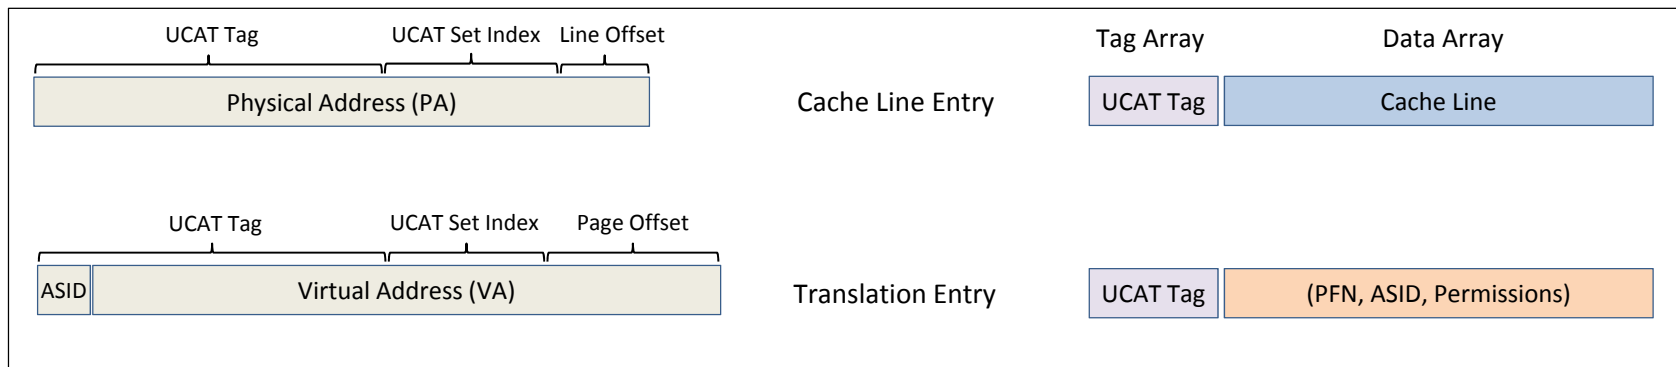 UCAT Tag UCAT Set Index Line Offset Tag Array Data Array
Physical Address (PA) Cache Line Entry UCAT Tag Cache Line
UCAT Tag UCAT Set Index Page Offset
ASID Virtual Address (VA) Translation Entry UCAT Tag (PFN, ASID, Permissions)